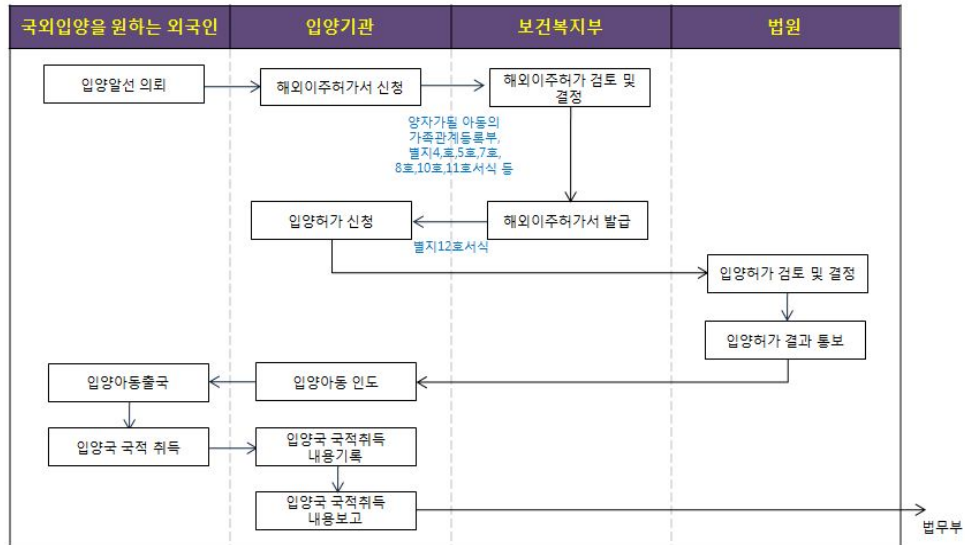 국외입양을 원하는 외국인
입양기관
보건복지부
법원
입양알선 의뢰
해외이주허가서 신청
해외이주허가 검토 및
결정
양자가될 아동의
가족관계등록부,
별지4,호,5호,7호,
8호,10호,11호서식 등
입양허가 신청
해외이주허가서 발급
별지12호서식
입양허가 검토 및 결정
입양허가 결과 통보
입양아동출국
입양아동 인도
입양국 국적 취득
입양국 국적취득
내용기록
입양국 국적취득
내용보고
법무부